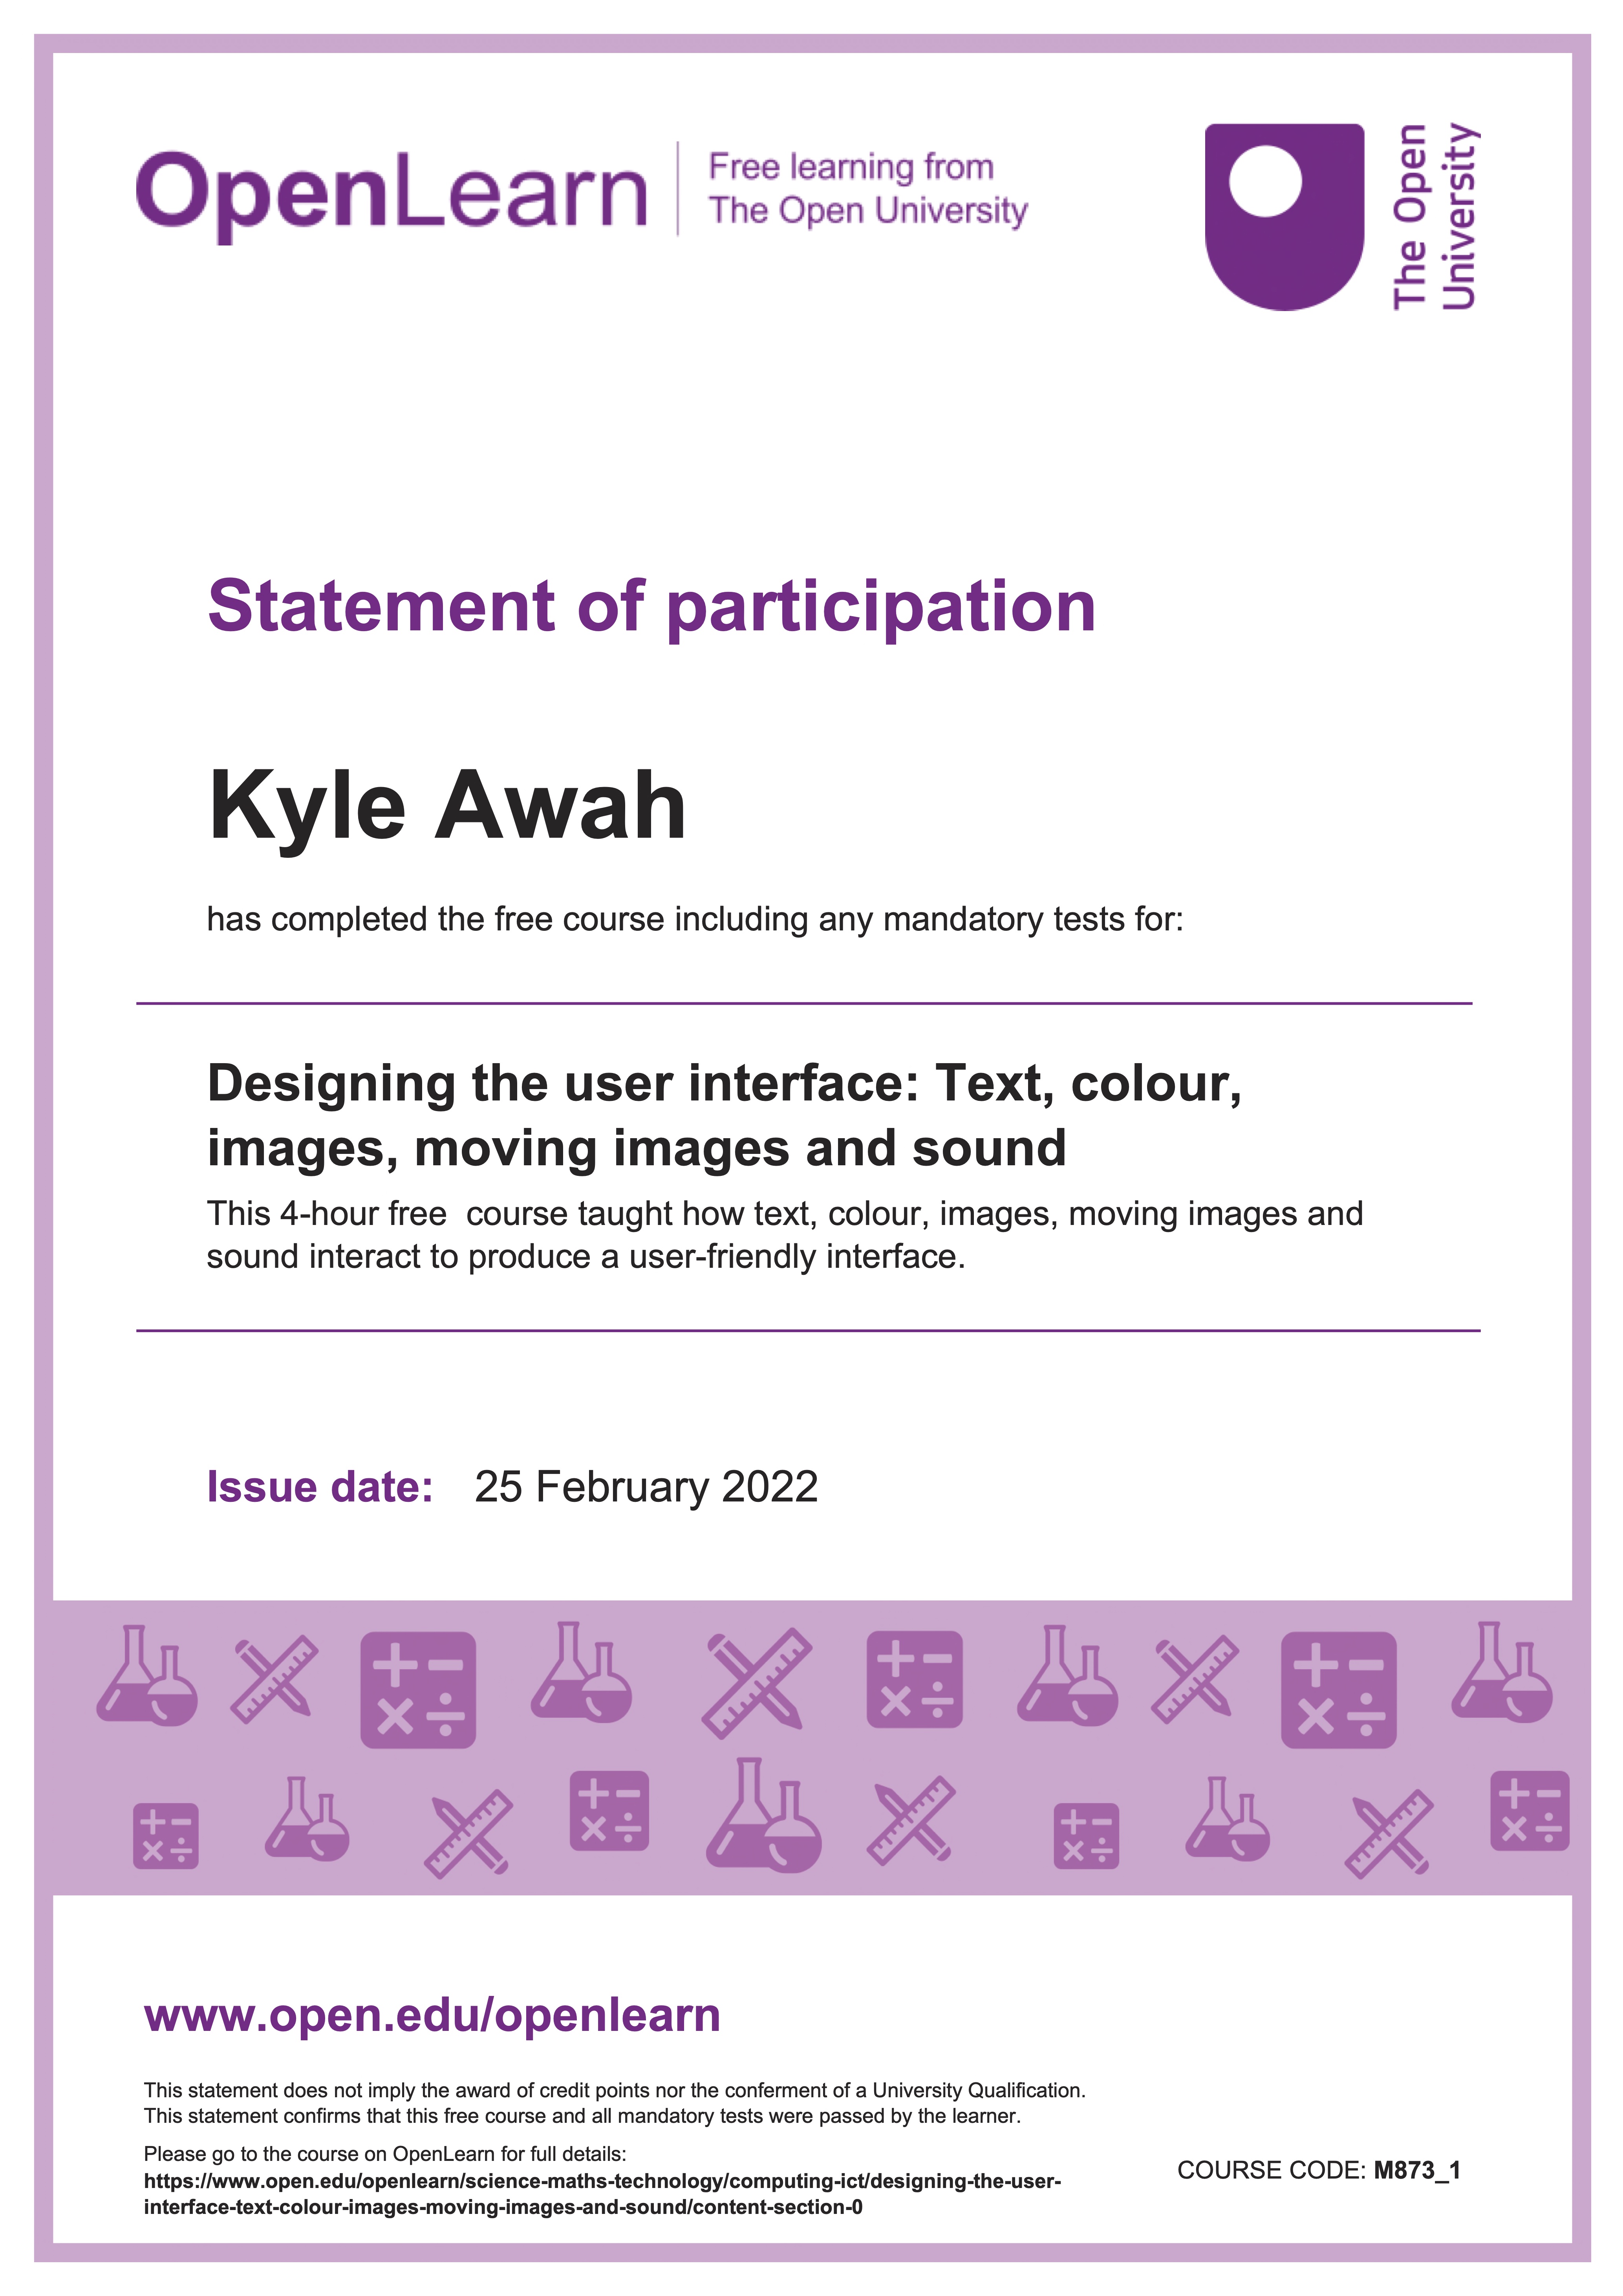 OpenLearn
Free learning from
The Open University
The Open
University
Statement of participation
Kyle Awah
has completed the free course including any mandatory tests for:
Designing the user interface: Text, colour,
images, moving images and sound
This 4-hour free  course taught how text, colour, images, moving images and
sound interact to produce a user-friendly interface.
Issue date: 25 February 2022
www.open.edu/openlearn
This statement does not imply the award of credit points nor the conferment of a University Qualification.
This statement confirms that this free course and all mandatory tests were passed by the learner.
Please go to the course on OpenLearn for full details:
https://www.open.edu/openlearn/science-maths-technology/computing-ict/designing-the-user-
interface-text-colour-images-moving-images-and-sound/content-section-0
COURSE CODE: M873_1